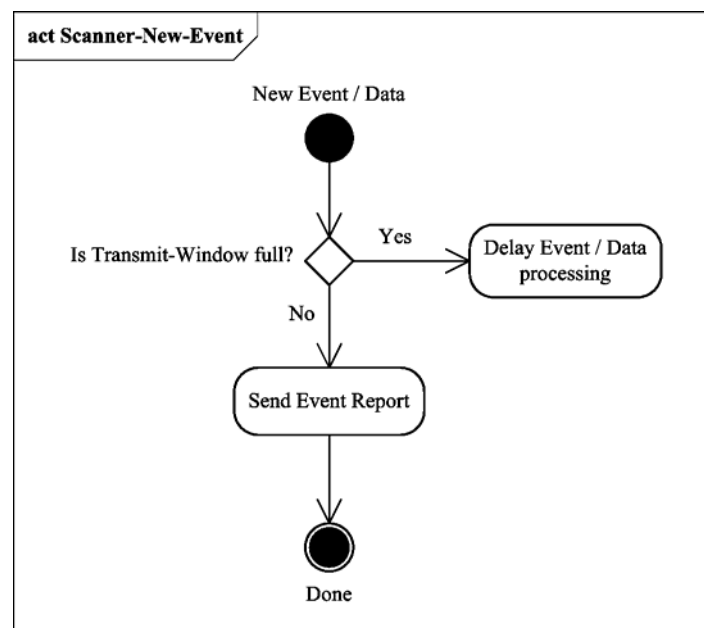 act Scanner-New-Event
New Event / Data
Is Transmit-Window full?
Yes
Delay Event / Data
processing
No
Send Event Report
Done